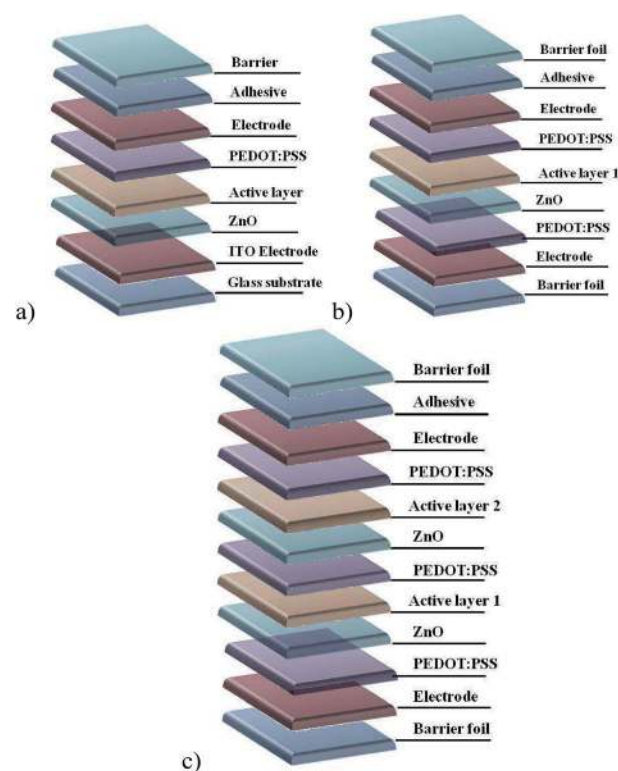 Barrier
Adhesive
Electrode
PEDOT:PSS
Active layer
ZnO
ITO Electrode
Glass substrate
a)
Barrier foil
Adhesive
Electrode
PEDOT:PSS
Active layer 1
ZnO
PEDOT:PSS
Electrode
Barrier foil
b)
Barrier foil
Adhesive
Electrode
PEDOT:PSS
Active layer 2
ZnO
PEDOT:PSS
Active layer 1
ZnO
PEDOT:PSS
Electrode
Barrier foil
c)